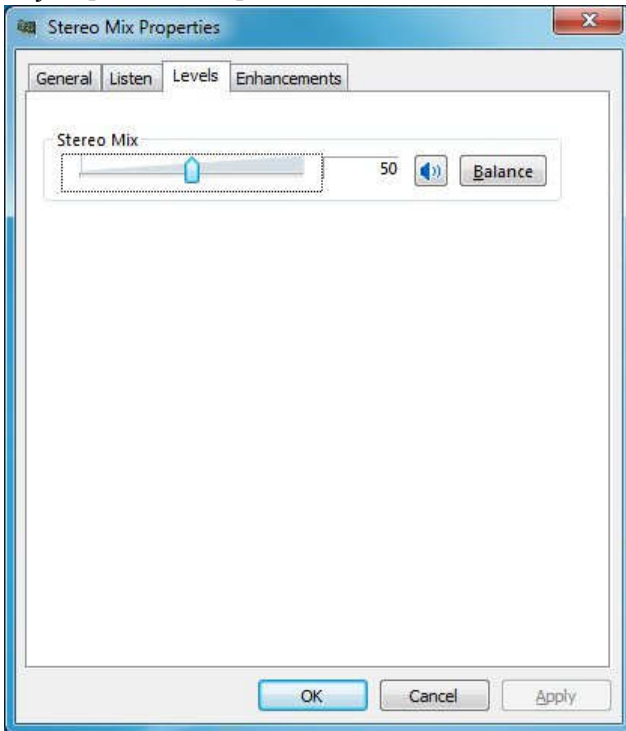 Stereo Mix Properties
General Listen Levels Enhancements
Stereo Mix
50 Balance
OK Cancel Apply